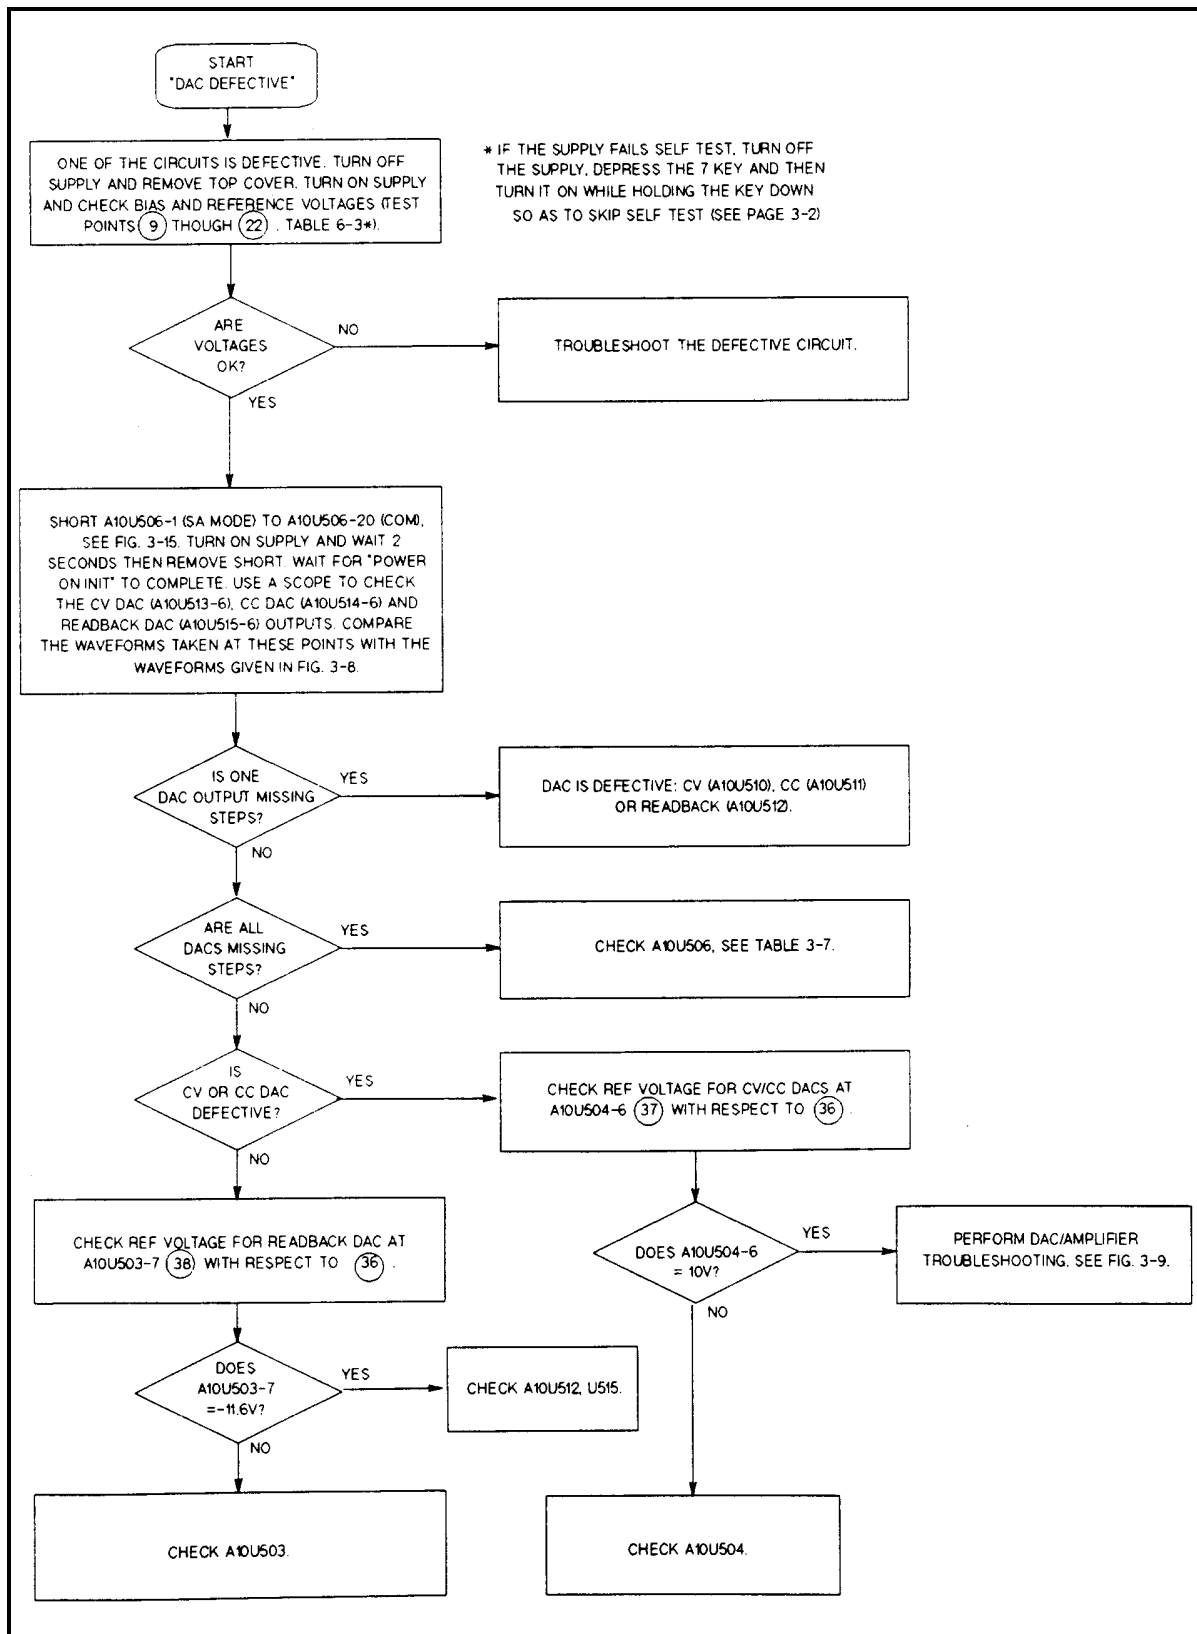 START
"DAC DEFECTIVE"
ONE OF THE CIRCUITS IS DEFECTIVE. TURN OFF
SUPPLY AND REMOVE TOP COVER. TURN ON SUPPLY
AND CHECK BIAS AND REFERENCE VOLTAGES (TEST
POINTS 9 THOUGH 22 . TABLE 6-3*).
* IF THE SUPPLY FAILS SELF TEST, TURN OFF
THE SUPPLY, DEPRESS THE 7 KEY AND THEN
TURN IT ON WHILE HOLDING THE KEY DOWN
SO AS TO SKIP SELF TEST (SEE PAGE 3-2)
ARE
VOLTAGES
OK?
NO
TROUBLESHOOT THE DEFECTIVE CIRCUIT.
YES
SHORT A10U506-1 (SA MODE) TO A10U506-20 (COM),
SEE FIG. 3-15. TURN ON SUPPLY AND WAIT 2
SECONDS THEN REMOVE SHORT. WAIT FOR "POWER
ON INIT" TO COMPLETE. USE A SCOPE TO CHECK
THE CV DAC (A10U513-6), CC DAC (A10U514-6) AND
READBACK DAC (A10U515-6) OUTPUTS. COMPARE
THE WAVEFORMS TAKEN AT THESE POINTS WITH THE
WAVEFORMS GIVEN IN FIG. 3-8.
IS ONE
DAC OUTPUT MISSING
STEPS?
YES
DAC IS DEFECTIVE: CV (A10U510), CC (A10U511)
OR READBACK (A10U512).
NO
ARE ALL
DACS MISSING
STEPS?
YES
CHECK A10U506, SEE TABLE 3-7.
NO
IS
CV OR CC DAC
DEFECTIVE?
YES
CHECK REF VOLTAGE FOR CV/CC DACS AT
A10U504-6 37 WITH RESPECT TO 36 .
NO
CHECK REF VOLTAGE FOR READBACK DAC AT
A10U503-7 38 WITH RESPECT TO 36 .
DOES A10U504-6
= 10V?
YES
PERFORM DAC/AMPLIFIER
TROUBLESHOOTING. SEE FIG. 3-9.
NO
DOES
A10U503-7
=-11.6V?
YES
CHECK A10U512, U515.
NO
CHECK A10U503.
CHECK A10U504.